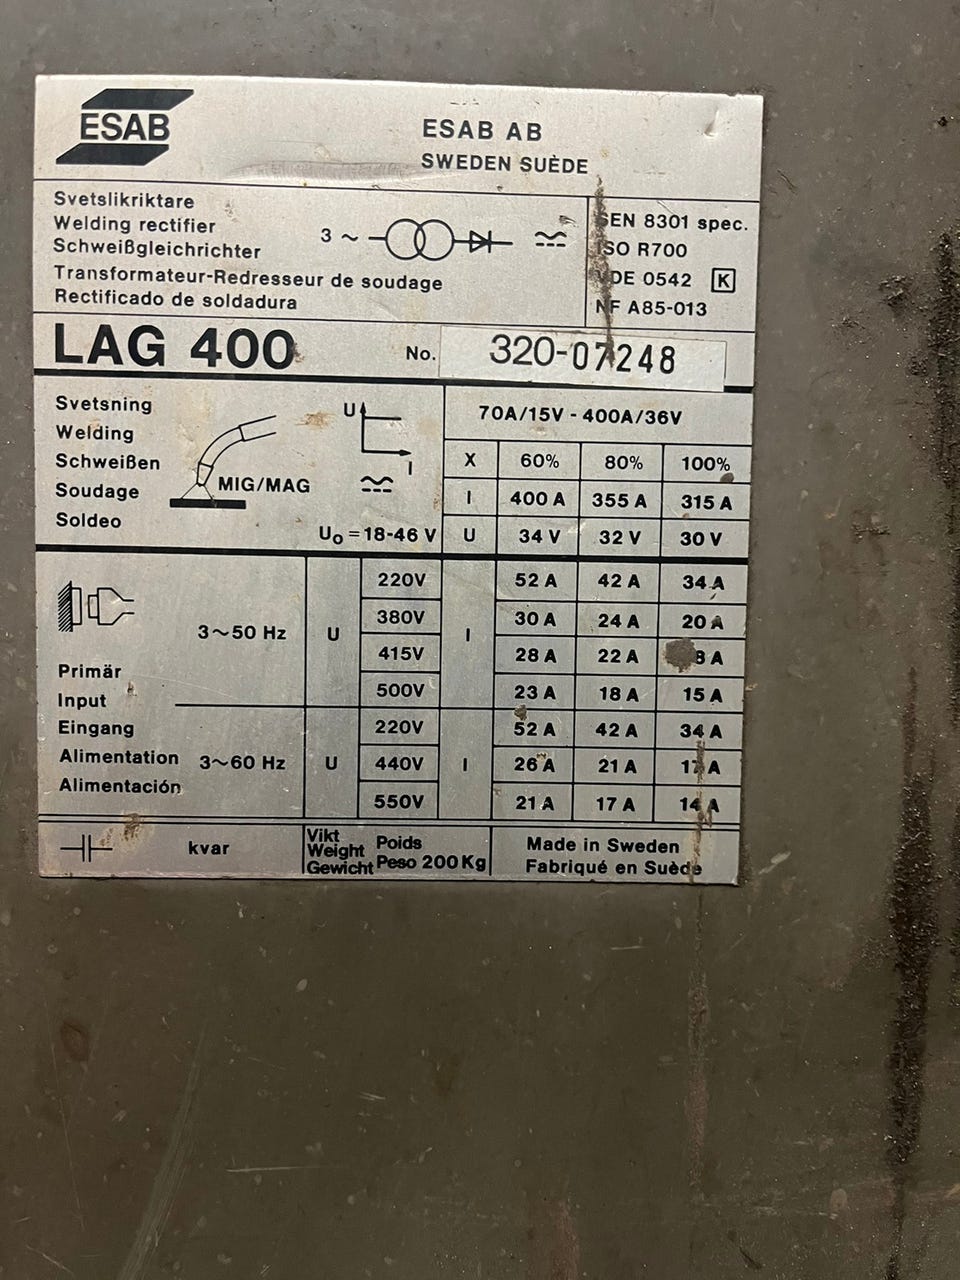 ESAB
ESAB AB
SWEDEN SUÈDE
Svetslikriktare
Welding rectifier
Schweißgleichrichter
Transformateur-Redresseur de soudage
Rectificado de soldadura
3 ~
SEN 8301 spec.
ISO R700
VDE 0542 K
NF A85-013
LAG 400
No. 320-07248
Svetsning
Welding
Schweißen
Soudage
Soldeo
MIG/MAG
U
I
U₀ = 18-46 V
70A/15V - 400A/36V
X 60% 80% 100%
I 400 A 355 A 315 A
U 34 V 32 V 30 V
Primär
Input
Eingang
Alimentation
Alimentación
3~50 Hz U I
220V 52 A 42 A 34 A
380V 30 A 24 A 20 A
415V 28 A 22 A
500V 23 A 18 A 15 A
3~60 Hz U I
220V 52 A 42 A 34 A
440V 26 A 21 A 17 A
550V 21 A 17 A 14 A
kvar
Vikt
Weight
Gewicht
Poids
Peso 200 Kg
Made in Sweden
Fabriqué en Suède